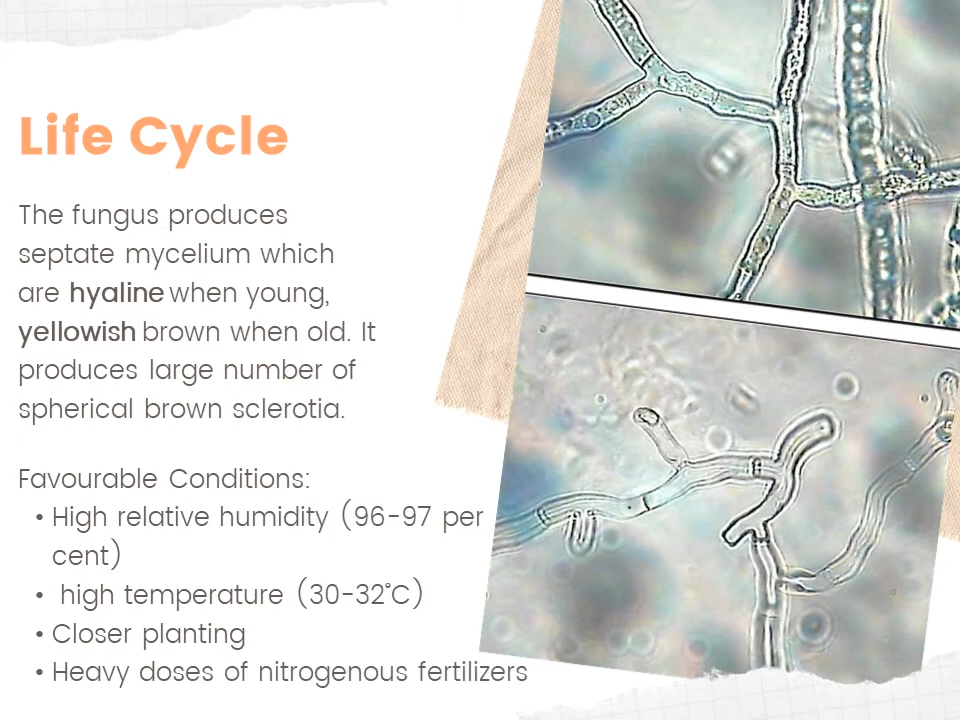 Life Cycle
The fungus produces
septate mycelium which
are hyaline when young,
yellowish brown when old. It
produces large number of
spherical brown sclerotia.
Favourable Conditions:
• High relative humidity (96-97 per
cent)
• high temperature (30-32°C)
• Closer planting
• Heavy doses of nitrogenous fertilizers